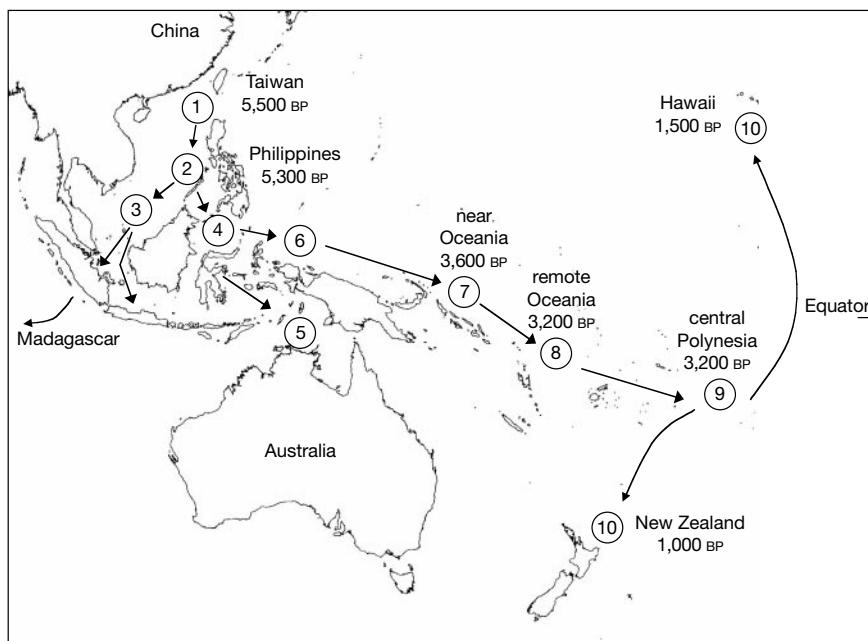 China
Taiwan
5,500 BP
1
Hawaii
1,500 BP
10
Philippines
5,300 BP
2
3
4
6
near
Oceania
3,600 BP
7
remote
Oceania
3,200 BP
8
Equator
central
Polynesia
3,200 BP
9
Madagascar
5
Australia
10
New Zealand
1,000 BP